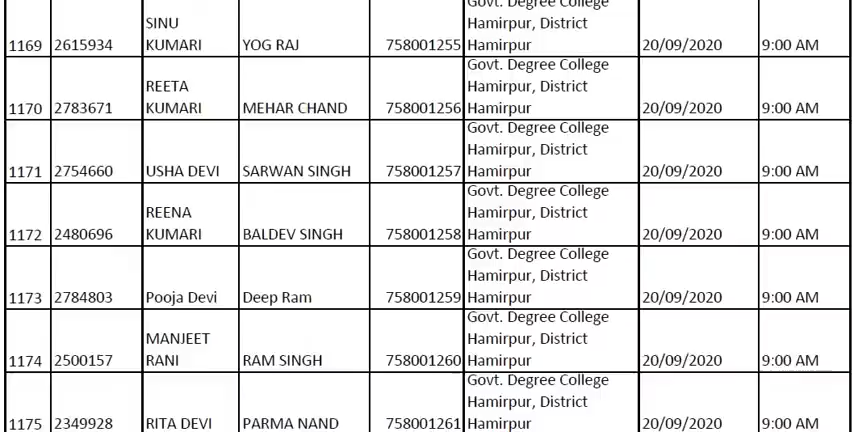 Govt. Degree College
SINU Hamirpur, District
1169 2615934 KUMARI YOG RAJ 758001255 Hamirpur 20/09/2020 9:00 AM
Govt. Degree College
REETA Hamirpur, District
1170 2783671 KUMARI MEHAR CHAND 758001256 Hamirpur 20/09/2020 9:00 AM
Govt. Degree College
Hamirpur, District
1171 2754660 USHA DEVI SARWAN SINGH 758001257 Hamirpur 20/09/2020 9:00 AM
Govt. Degree College
REENA Hamirpur, District
1172 2480696 KUMARI BALDEV SINGH 758001258 Hamirpur 20/09/2020 9:00 AM
Govt. Degree College
Hamirpur, District
1173 2784803 Pooja Devi Deep Ram 758001259 Hamirpur 20/09/2020 9:00 AM
Govt. Degree College
MANJEET Hamirpur, District
1174 2500157 RANI RAM SINGH 758001260 Hamirpur 20/09/2020 9:00 AM
Govt. Degree College
Hamirpur, District
1175 2349928 RITA DEVI PARMA NAND 758001261 Hamirpur 20/09/2020 9:00 AM